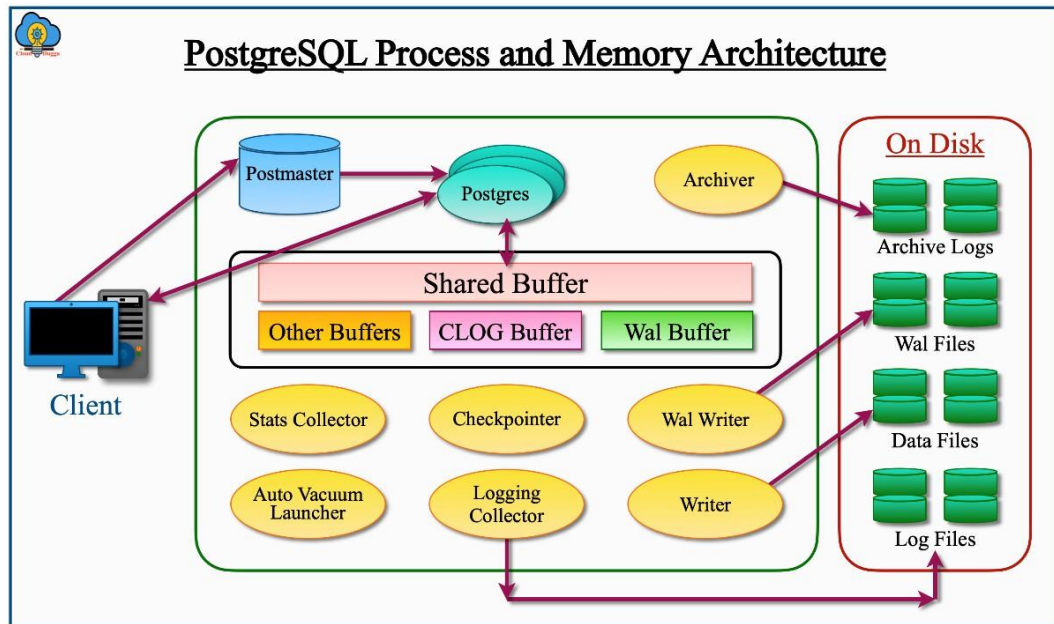 PostgreSQL Process and Memory Architecture
Postmaster
Postgres
Archiver
On Disk
Archive Logs
Shared Buffer
Other Buffers
CLOG Buffer
Wal Buffer
Wal Files
Client
Stats Collector
Checkpointer
Wal Writer
Data Files
Auto Vacuum
Launcher
Logging
Collector
Writer
Log Files